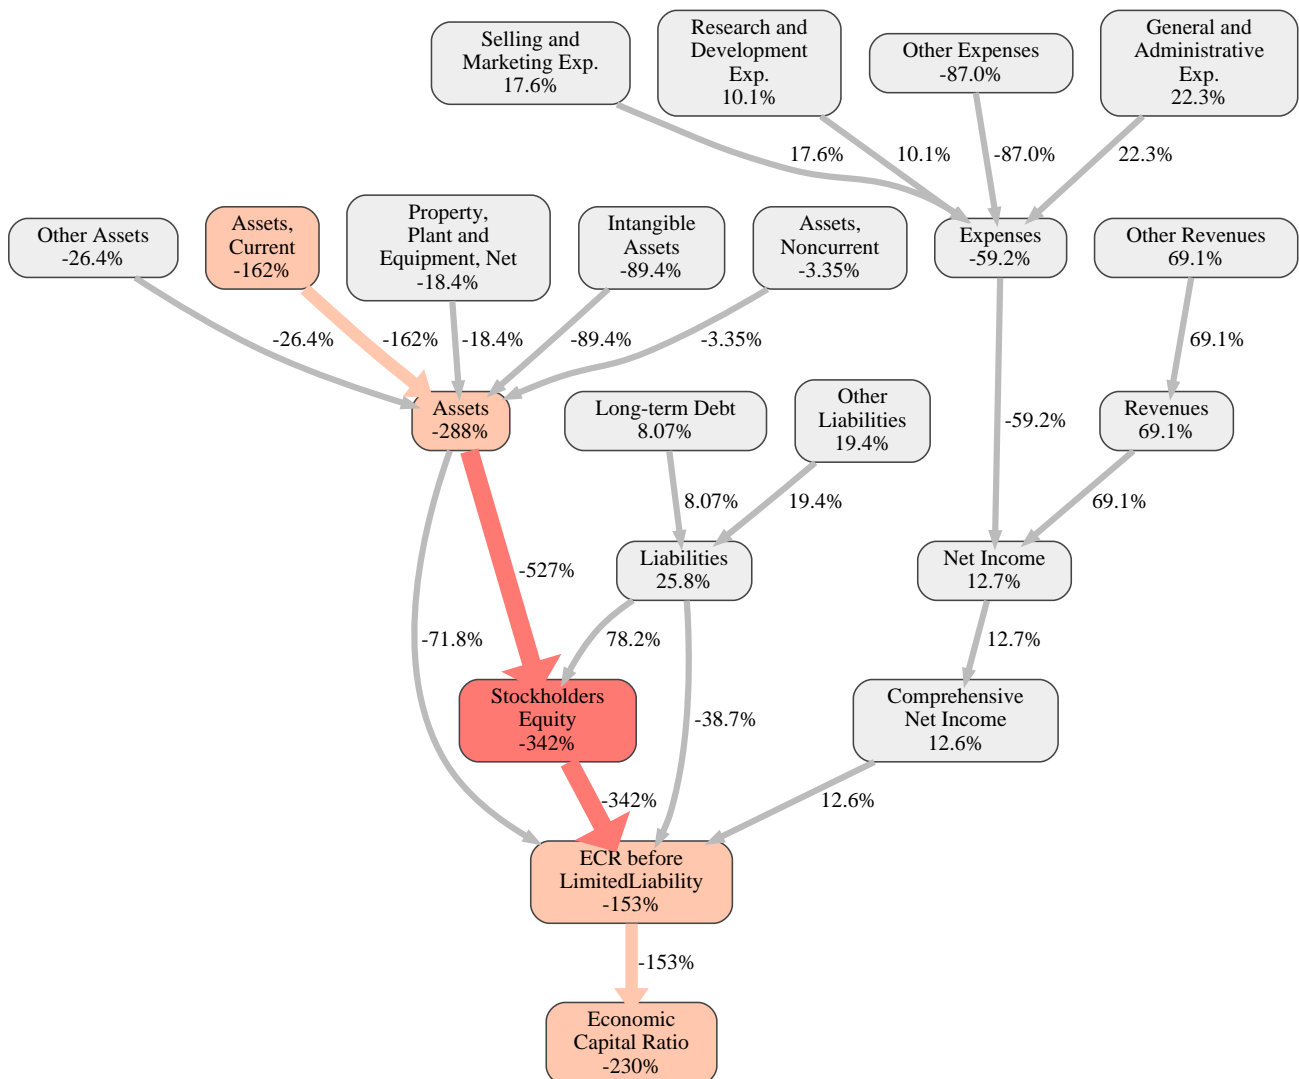 Selling and
Marketing Exp.
17.6%
Research and
Development
Exp.
10.1%
Other Expenses
-87.0%
General and
Administrative
Exp.
22.3%
17.6%
10.1%
-87.0%
22.3%
Other Assets
-26.4%
Assets,
Current
-162%
Property,
Plant and
Equipment, Net
-18.4%
Intangible
Assets
-89.4%
Assets,
Noncurrent
-3.35%
Expenses
-59.2%
Other Revenues
69.1%
-26.4%
-162%
-18.4%
-89.4%
-3.35%
69.1%
Assets
-288%
Long-term Debt
8.07%
Other
Liabilities
19.4%
-59.2%
Revenues
69.1%
8.07%
19.4%
69.1%
-527%
Liabilities
25.8%
Net Income
12.7%
-71.8%
78.2%
12.7%
Stockholders
Equity
-342%
-38.7%
Comprehensive
Net Income
12.6%
-342%
12.6%
ECR before
LimitedLiability
-153%
-153%
Economic
Capital Ratio
-230%